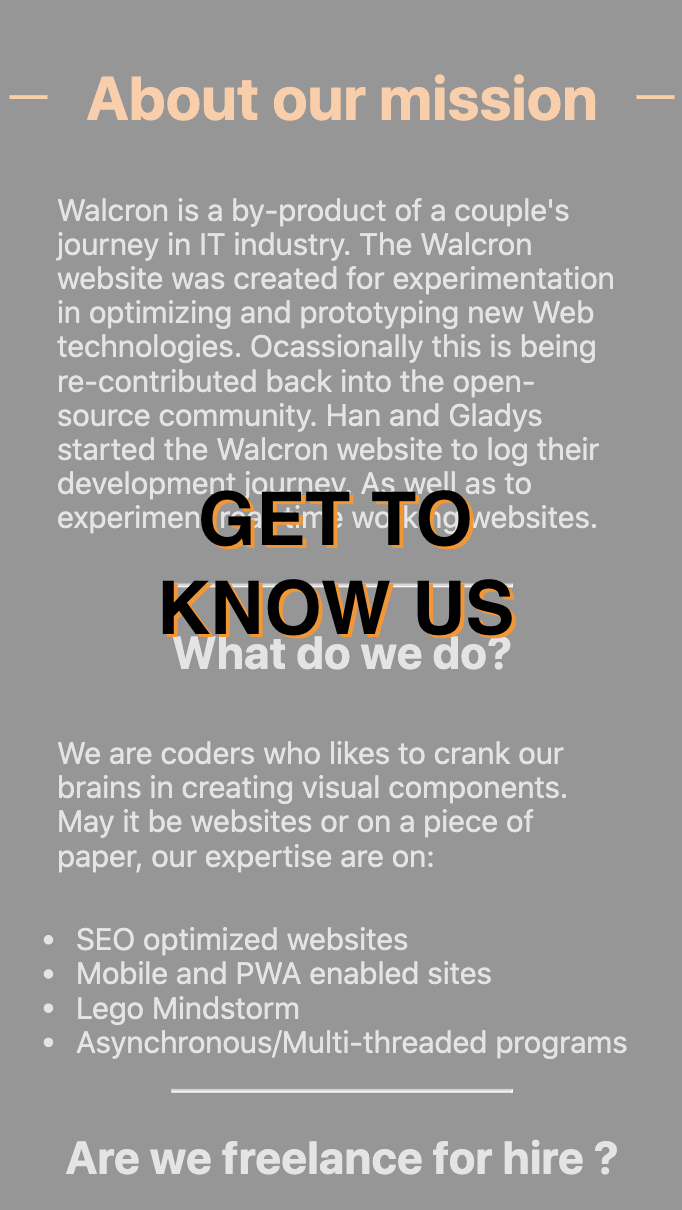 About our mission
Walcron is a by-product of a couple's
journey in IT industry. The Walcron
website was created for experimentation
in optimizing and prototyping new Web
technologies. Ocassionally this is being
re-contributed back into the open-
source community. Han and Gladys
started the Walcron website to log their
development journey. As well as to
experiment real-time working websites.
GET TO
KNOW US
What do we do?
We are coders who likes to crank our
brains in creating visual components.
May it be websites or on a piece of
paper, our expertise are on:
• SEO optimized websites
• Mobile and PWA enabled sites
• Lego Mindstorm
• Asynchronous/Multi-threaded programs
Are we freelance for hire ?